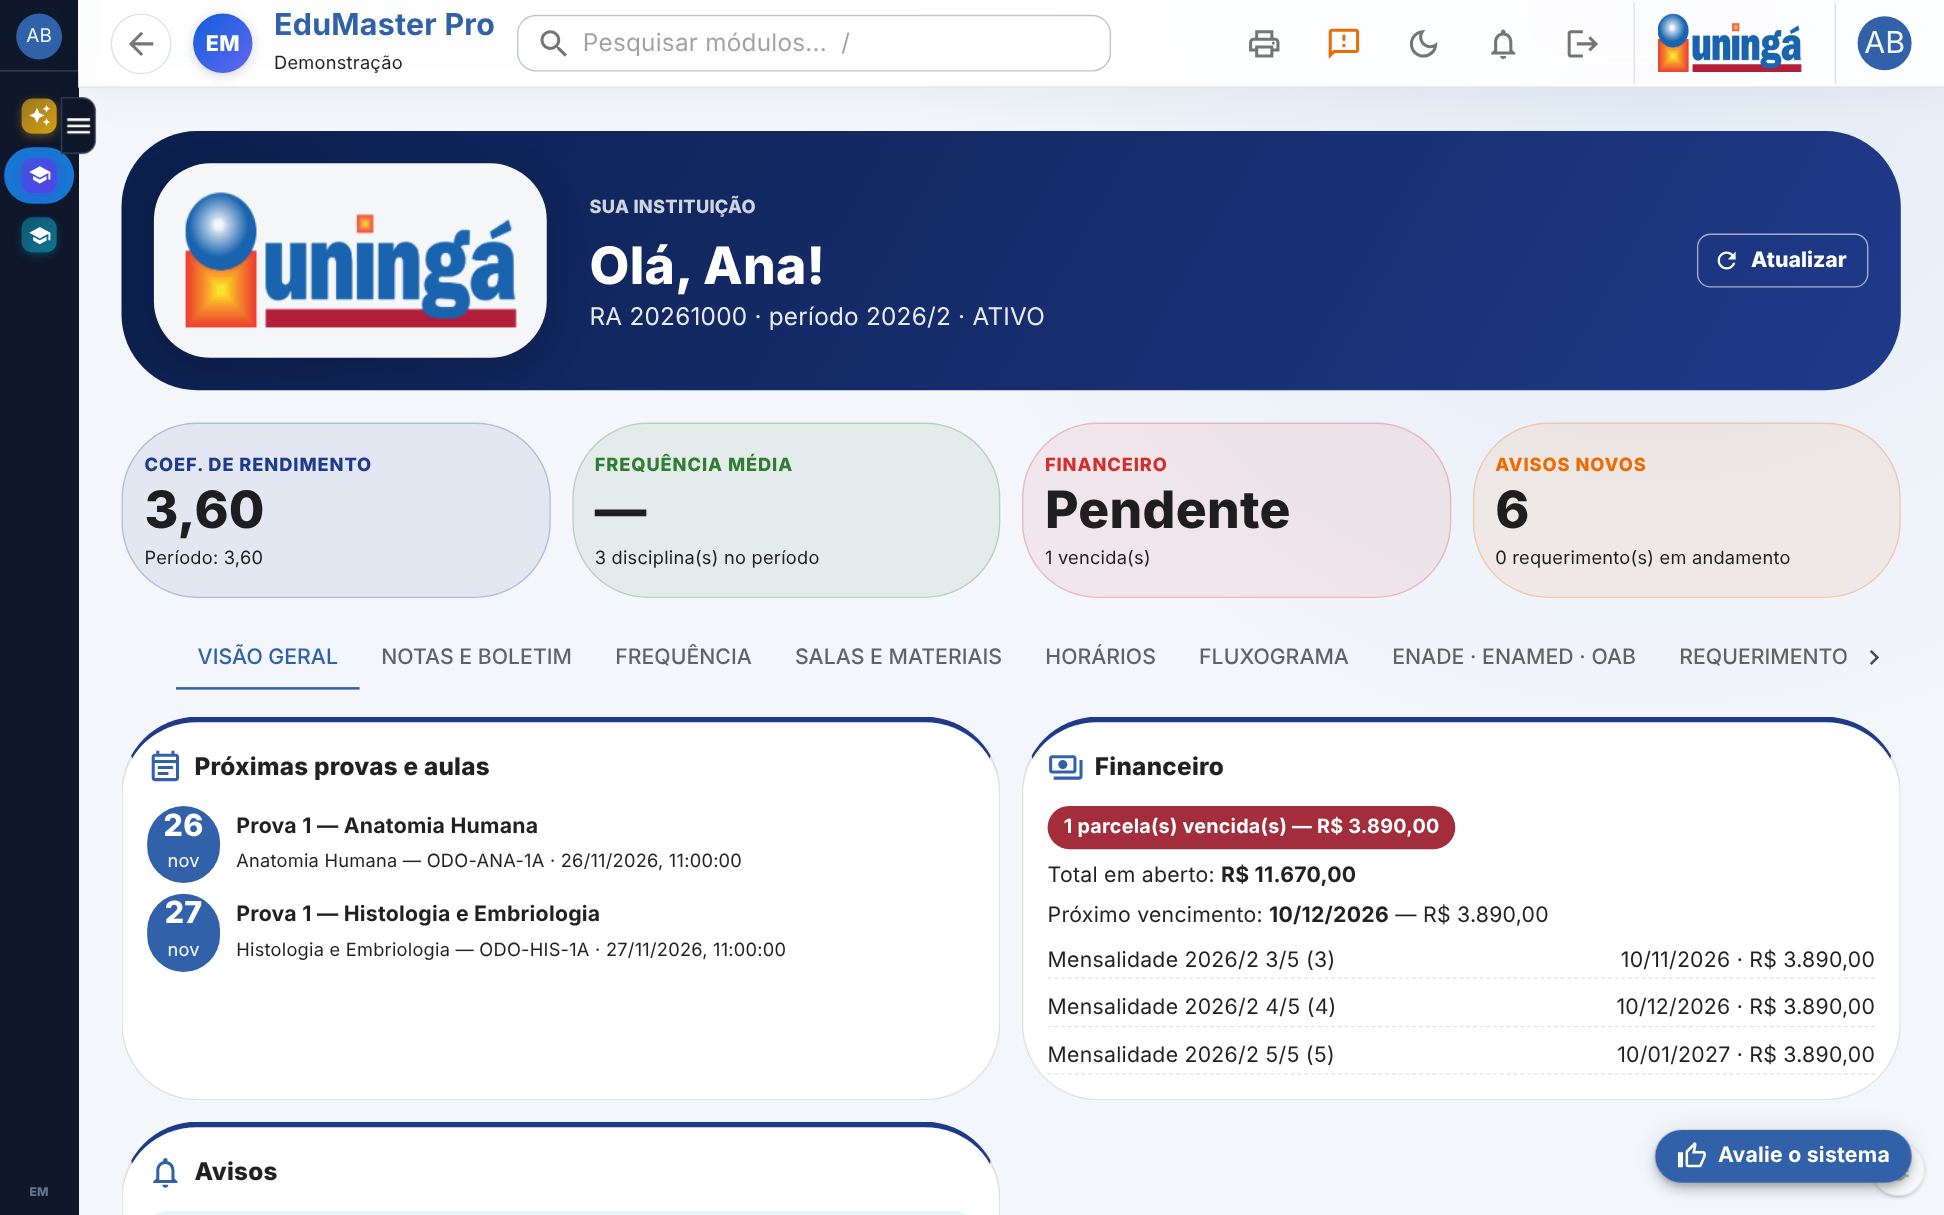 AB
EM
EduMaster Pro
Demonstração
Pesquisar módulos... /
uningá
AB
uningá
SUA INSTITUIÇÃO
Olá, Ana!
RA 20261000 · período 2026/2 · ATIVO
Atualizar
COEF. DE RENDIMENTO
3,60
Período: 3,60
FREQUÊNCIA MÉDIA
—
3 disciplina(s) no período
FINANCEIRO
Pendente
1 vencida(s)
AVISOS NOVOS
6
0 requerimento(s) em andamento
VISÃO GERAL
NOTAS E BOLETIM
FREQUÊNCIA
SALAS E MATERIAIS
HORÁRIOS
FLUXOGRAMA
ENADE · ENAMED · OAB
REQUERIMENTO
Próximas provas e aulas
26
nov
Prova 1 — Anatomia Humana
Anatomia Humana — ODO-ANA-1A · 26/11/2026, 11:00:00
27
nov
Prova 1 — Histologia e Embriologia
Histologia e Embriologia — ODO-HIS-1A · 27/11/2026, 11:00:00
Financeiro
1 parcela(s) vencida(s) — R$ 3.890,00
Total em aberto: R$ 11.670,00
Próximo vencimento: 10/12/2026 — R$ 3.890,00
Mensalidade 2026/2 3/5 (3) 10/11/2026 · R$ 3.890,00
Mensalidade 2026/2 4/5 (4) 10/12/2026 · R$ 3.890,00
Mensalidade 2026/2 5/5 (5) 10/01/2027 · R$ 3.890,00
Avisos
Avalie o sistema
EM